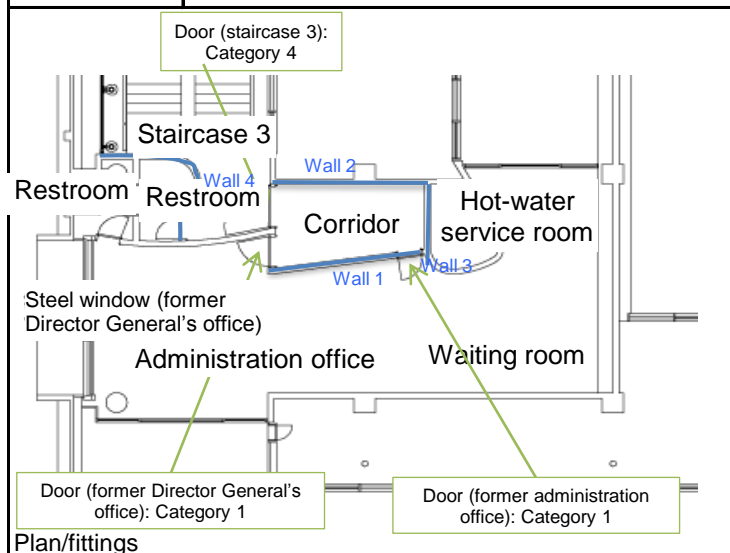 Door (staircase 3):
Category 4
Staircase 3
Wall 2
Restroom
Restroom
Wall 4
Corridor
Hot-water
service room
Wall 1
Wall 3
Steel window (former
Director General's office)
Administration office
Waiting room
Door (former Director General's
office): Category 1
Door (former administration
office): Category 1
Plan/fittings